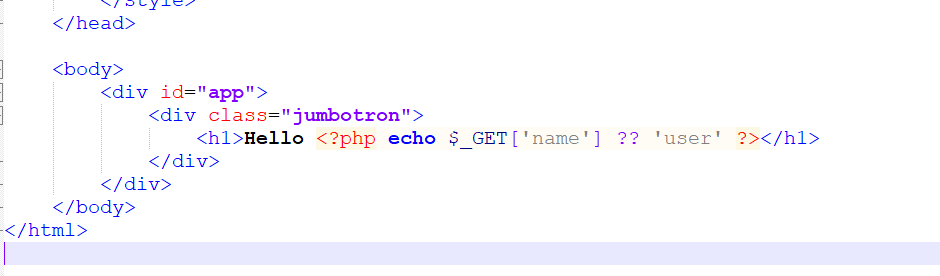 </style>
</head>
<body>
<div id="app">
<div class="jumbotron">
<h1>Hello <?php echo $_GET['name'] ?? 'user' ?></h1>
</div>
</div>
</body>
</html>